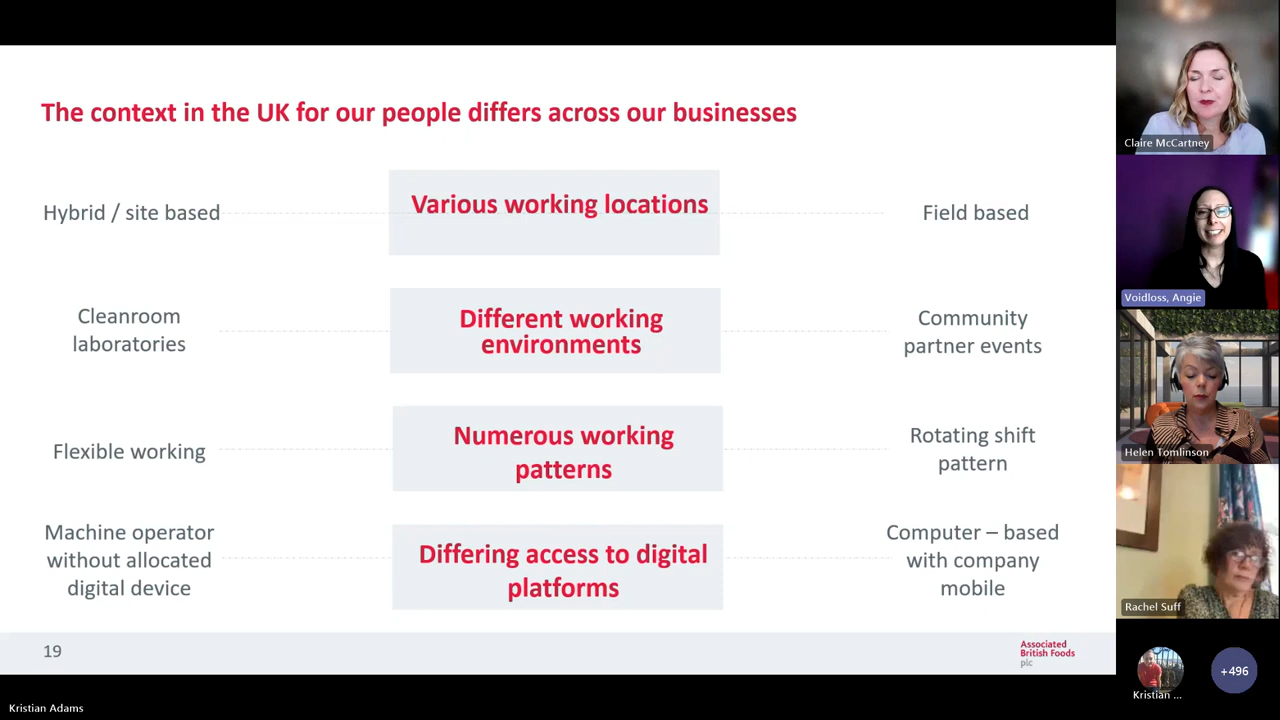 The context in the UK for our people differs across our businesses
Hybrid / site based
Various working locations
Field based
Cleanroom
laboratories
Different working
environments
Community
partner events
Flexible working
Numerous working
patterns
Rotating shift
pattern
Machine operator
without allocated
digital device
Differing access to digital
platforms
Computer – based
with company
mobile
19
Associated
British Foods
plc
Claire McCartney
Voidloss, Angie
Helen Tomlinson
Rachel Suff
Kristian ...
+496
Kristian Adams